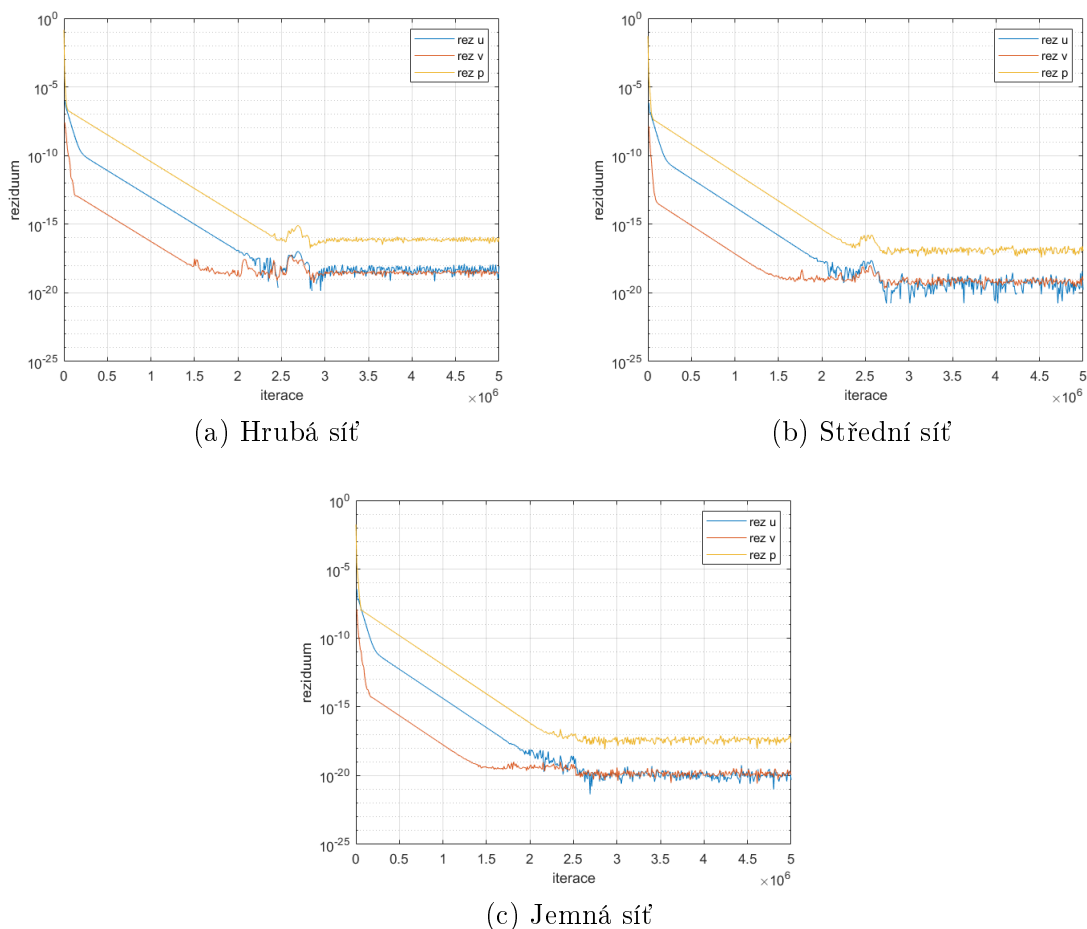 10^0
10^-5
10^-10
10^-15
10^-20
10^-25
reziduum
rez u
rez v
rez p
0 0.5 1 1.5 2 2.5 3 3.5 4 4.5 5
iterace
×10^6
(a) Hrubá síť
10^0
10^-5
10^-10
10^-15
10^-20
10^-25
reziduum
rez u
rez v
rez p
0 0.5 1 1.5 2 2.5 3 3.5 4 4.5 5
iterace
×10^6
(b) Střední síť
10^0
10^-5
10^-10
10^-15
10^-20
10^-25
reziduum
rez u
rez v
rez p
0 0.5 1 1.5 2 2.5 3 3.5 4 4.5 5
iterace
×10^6
(c) Jemná síť